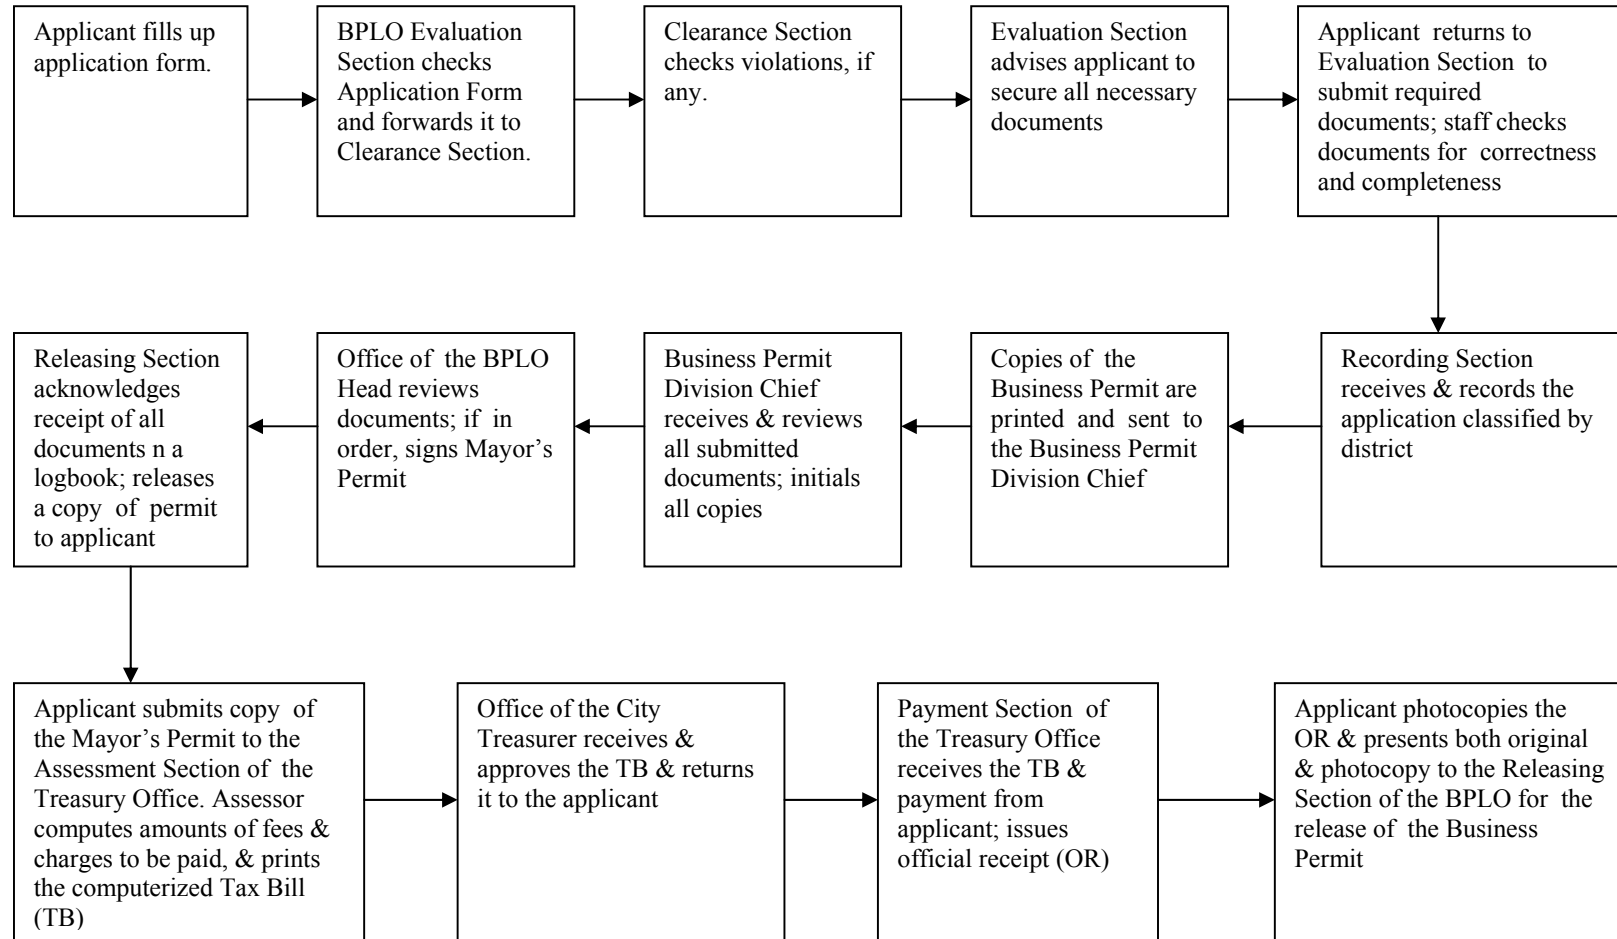 Applicant fills up
application form.
BPLO Evaluation
Section checks
Application Form
and forwards it to
Clearance Section.
Clearance Section
checks violations, if
any.
Evaluation Section
advises applicant to
secure all necessary
documents
Applicant returns to
Evaluation Section to
submit required
documents; staff checks
documents for correctness
and completeness
Recording Section
receives & records the
application classified by
district
Copies of the
Business Permit are
printed and sent to
the Business Permit
Division Chief
Business Permit
Division Chief
receives & reviews
all submitted
documents; initials
all copies
Office of the BPLO
Head reviews
documents; if in
order, signs Mayor's
Permit
Releasing Section
acknowledges
receipt of all
documents n a
logbook; releases
a copy of permit
to applicant
Applicant submits copy of
the Mayor's Permit to the
Assessment Section of the
Treasury Office. Assessor
computes amounts of fees &
charges to be paid, & prints
the computerized Tax Bill
(TB)
Office of the City
Treasurer receives &
approves the TB & returns
it to the applicant
Payment Section of
the Treasury Office
receives the TB &
payment from
applicant; issues
official receipt (OR)
Applicant photocopies the
OR & presents both original
& photocopy to the Releasing
Section of the BPLO for the
release of the Business
Permit